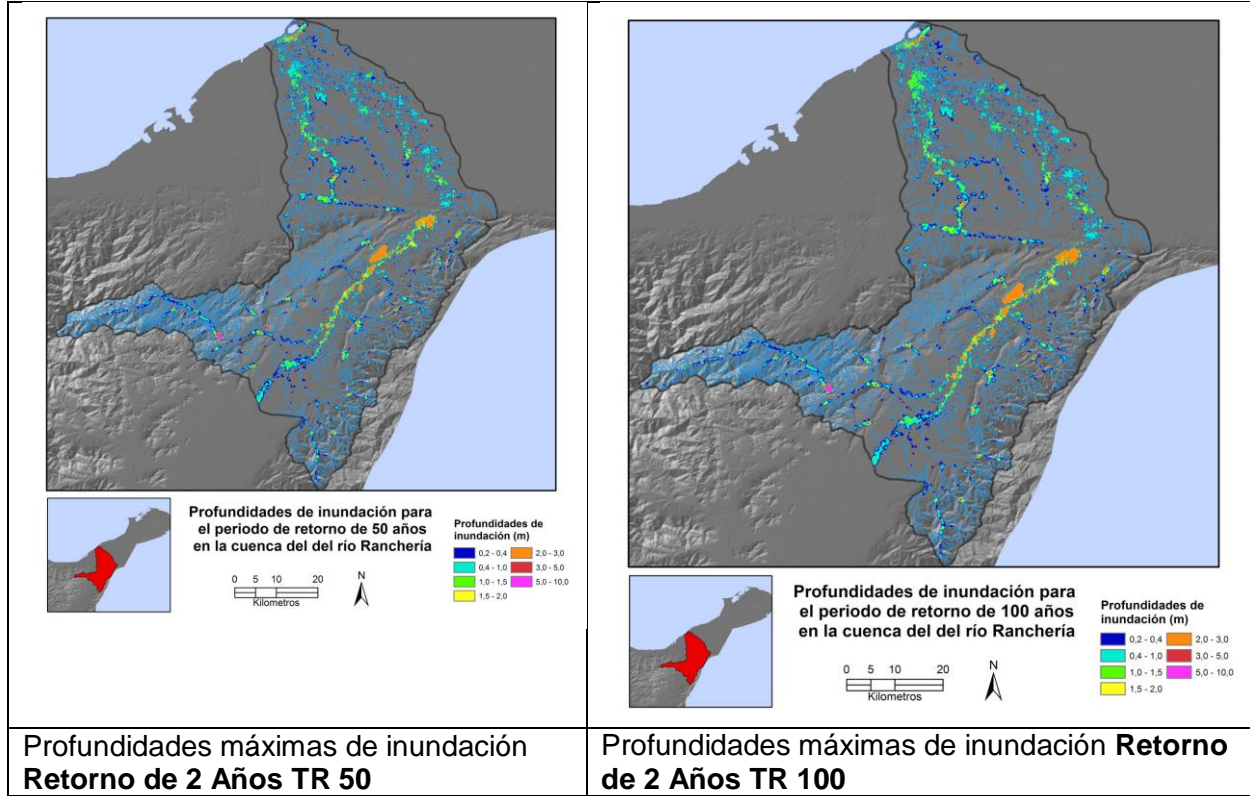 Profundidades de inundación para
el periodo de retorno de 50 años
en la cuenca del del río Ranchería
0 5 10 20
Kilometros
N
Profundidades de
inundación (m)
0,2 - 0,4 2,0 - 3,0
0,4 - 1,0 3,0 - 5,0
1,0 - 1,5 5,0 - 10,0
1,5 - 2,0
Profundidades de inundación para
el periodo de retorno de 100 años
en la cuenca del del río Ranchería
0 5 10 20
Kilometros
N
Profundidades de
inundación (m)
0,2 - 0,4 2,0 - 3,0
0,4 - 1,0 3,0 - 5,0
1,0 - 1,5 5,0 - 10,0
1,5 - 2,0
Profundidades máximas de inundación
Retorno de 2 Años TR 50
Profundidades máximas de inundación Retorno
de 2 Años TR 100